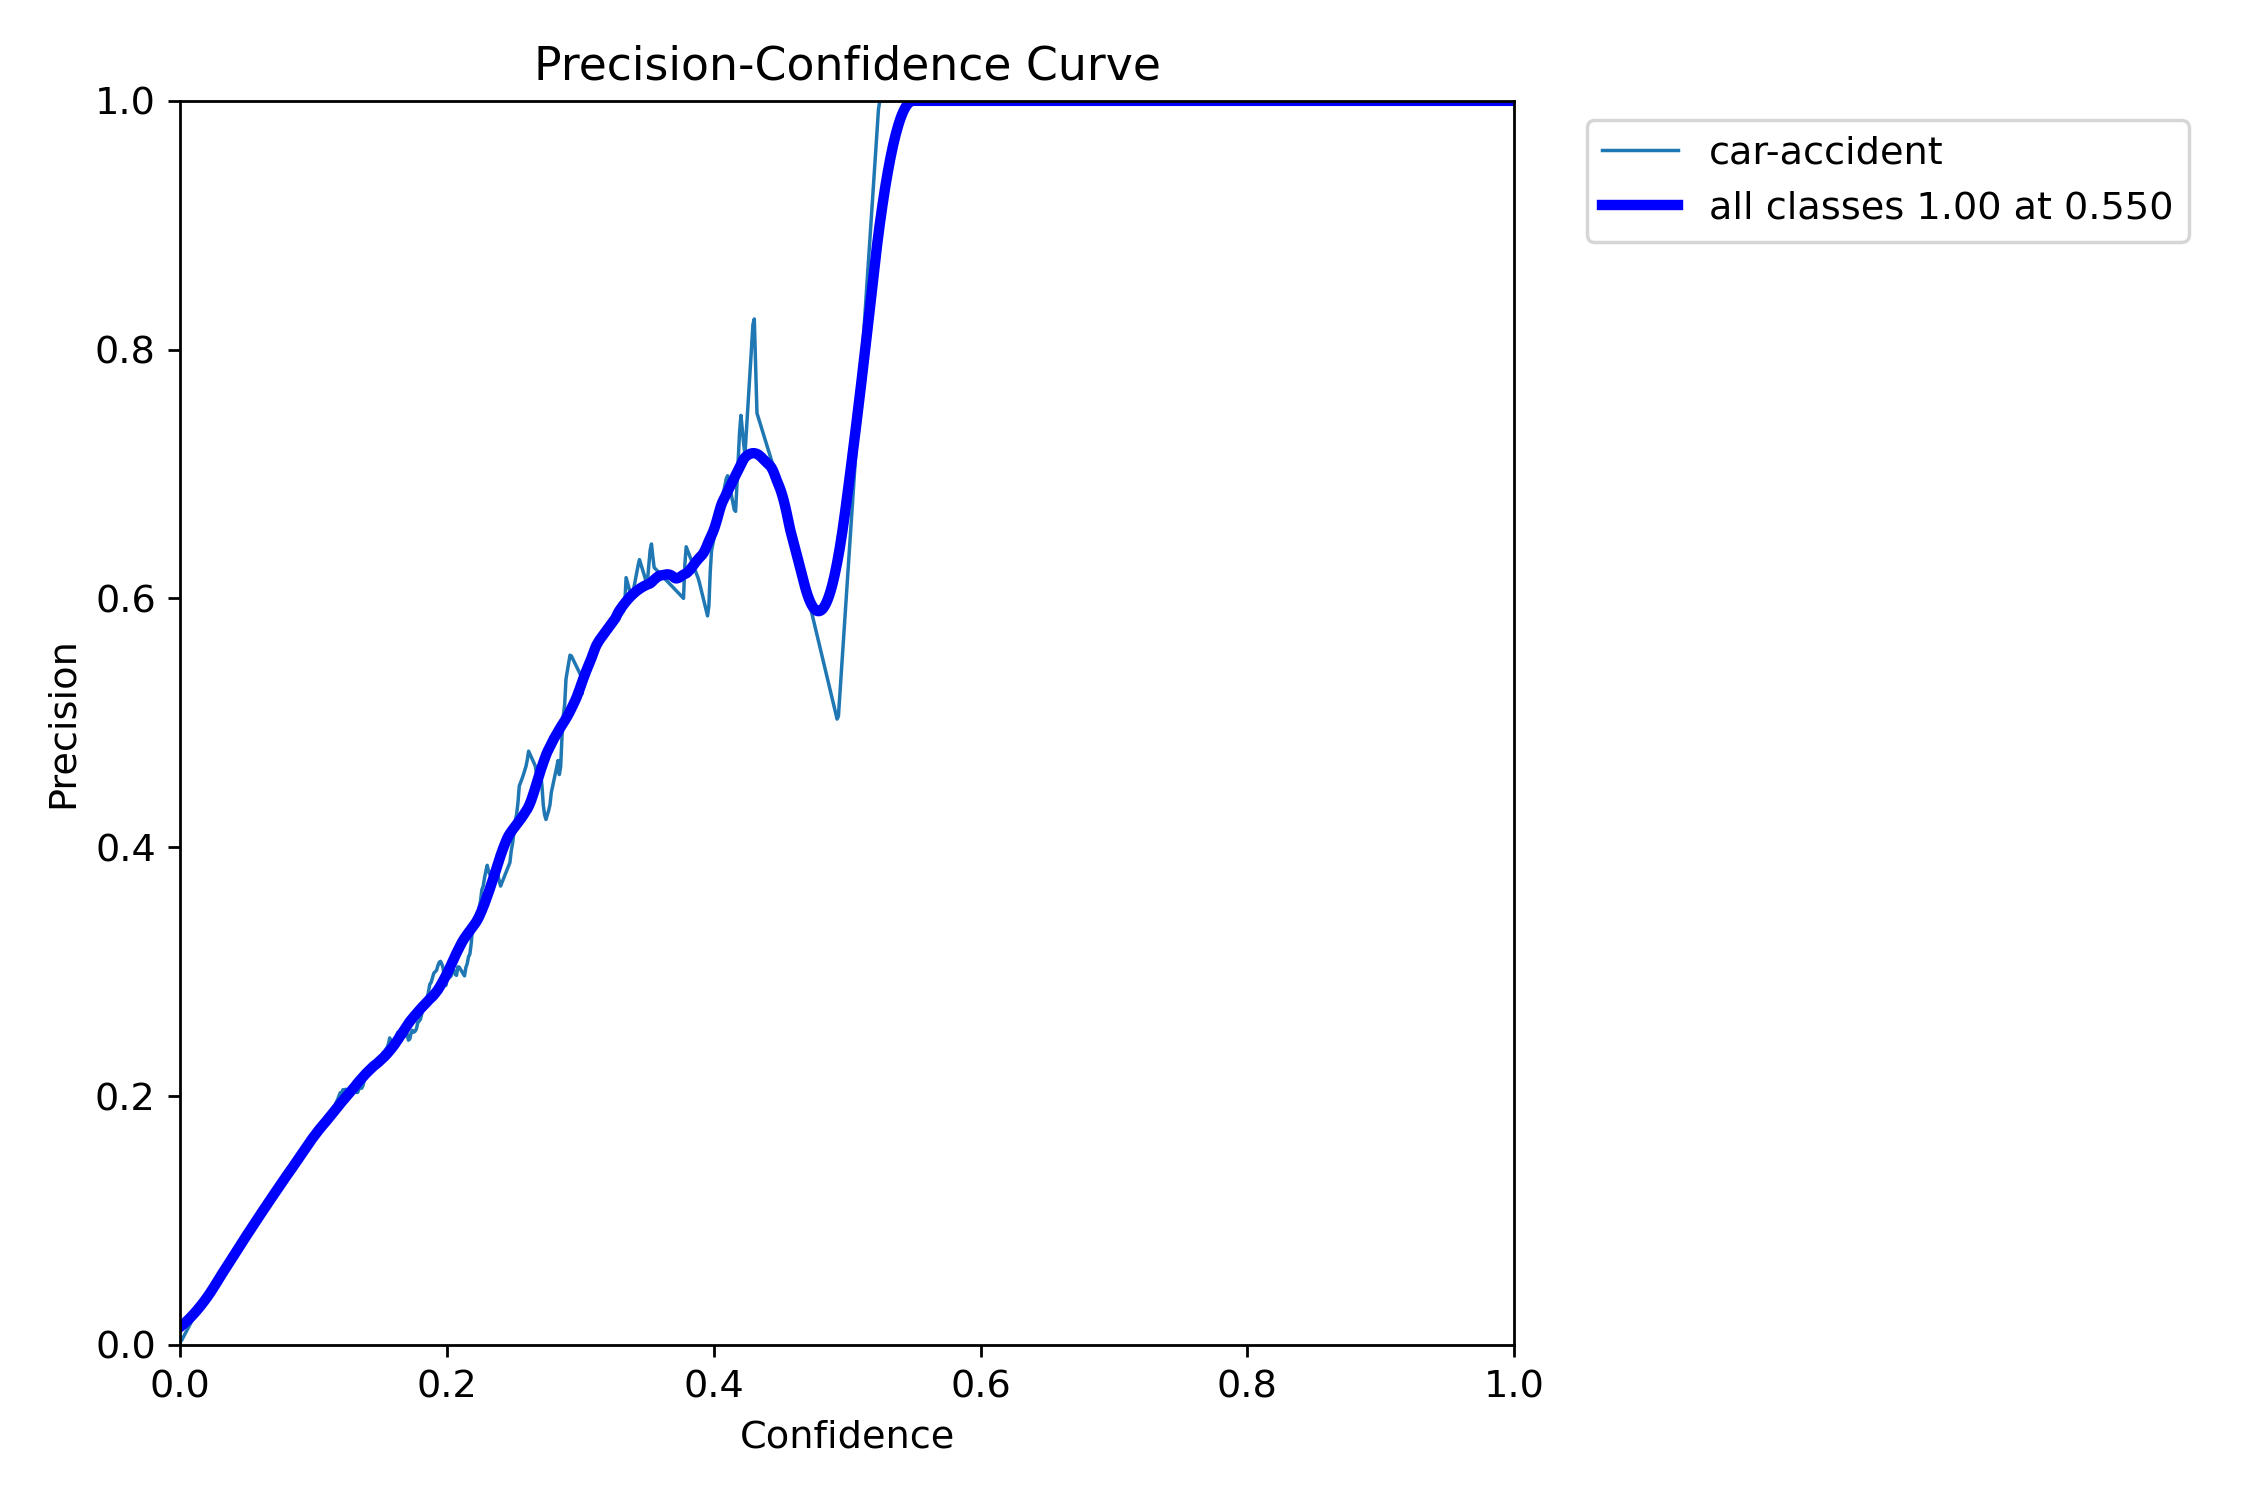 Precision-Confidence Curve
1.0
0.8
0.6
0.4
0.2
0.0
Precision
0.0 0.2 0.4 0.6 0.8 1.0
Confidence
car-accident
all classes 1.00 at 0.550